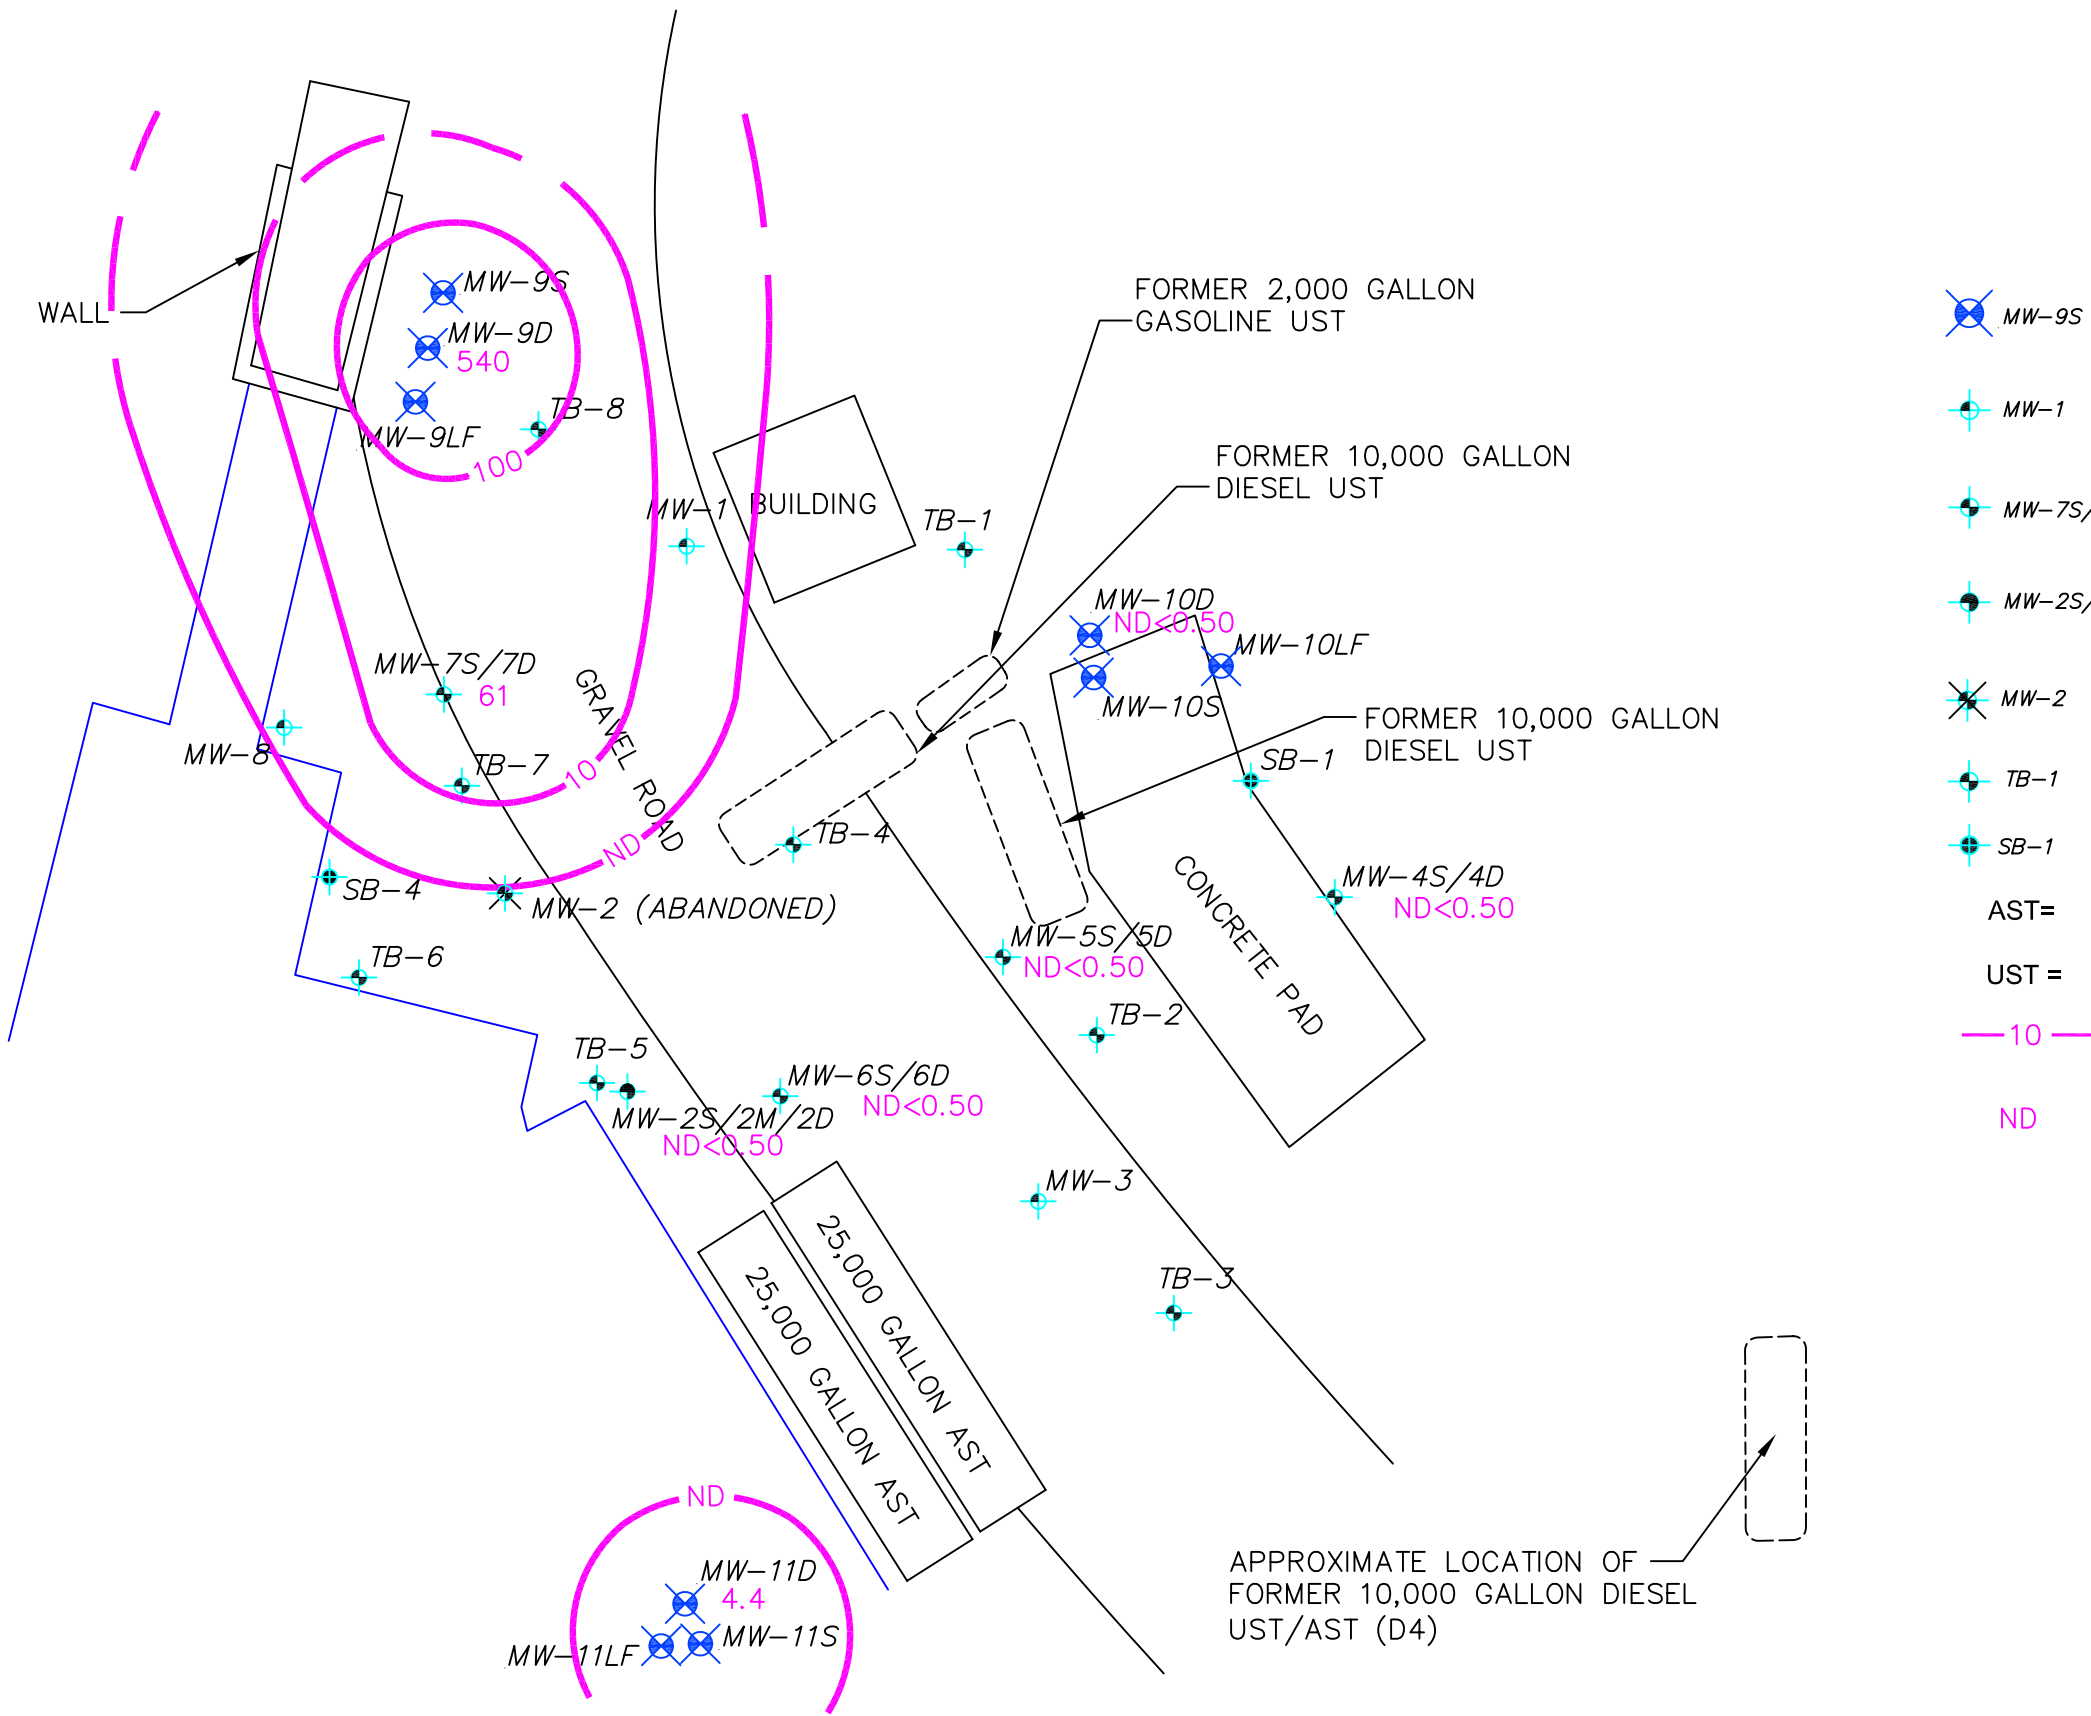 WALL
MW-9S
MW-9D
540
MW-9LF
TB-8
100
MW-1
BUILDING
TB-1
FORMER 2,000 GALLON
GASOLINE UST
FORMER 10,000 GALLON
DIESEL UST
MW-10D
ND<0.50
MW-10LF
MW-10S
FORMER 10,000 GALLON
DIESEL UST
MW-7S/7D
61
GRAVEL ROAD
MW-8
TB-7
10
ND
SB-1
TB-4
SB-4
MW-2 (ABANDONED)
CONCRETE PAD
MW-4S/4D
ND<0.50
MW-5S/5D
ND<0.50
TB-6
TB-2
TB-5
MW-6S/6D
ND<0.50
MW-2S/2M/2D
ND<0.50
MW-3
TB-3
25,000 GALLON AST
25,000 GALLON AST
ND
MW-11D
4.4
MW-11S
MW-11LF
APPROXIMATE LOCATION OF
FORMER 10,000 GALLON DIESEL
UST/AST (D4)
MW-9S
MW-1
MW-7S/
MW-2S/
MW-2
TB-1
SB-1
AST=
UST =
10
ND